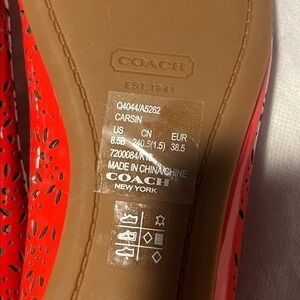 COACH
EST. 1941
Q4044/A5262
CARSIN
US CN EUR
8.5B 240.5(1.5) 38.5
MADE IN CHINA/CHINE
COACH
NEW YORK